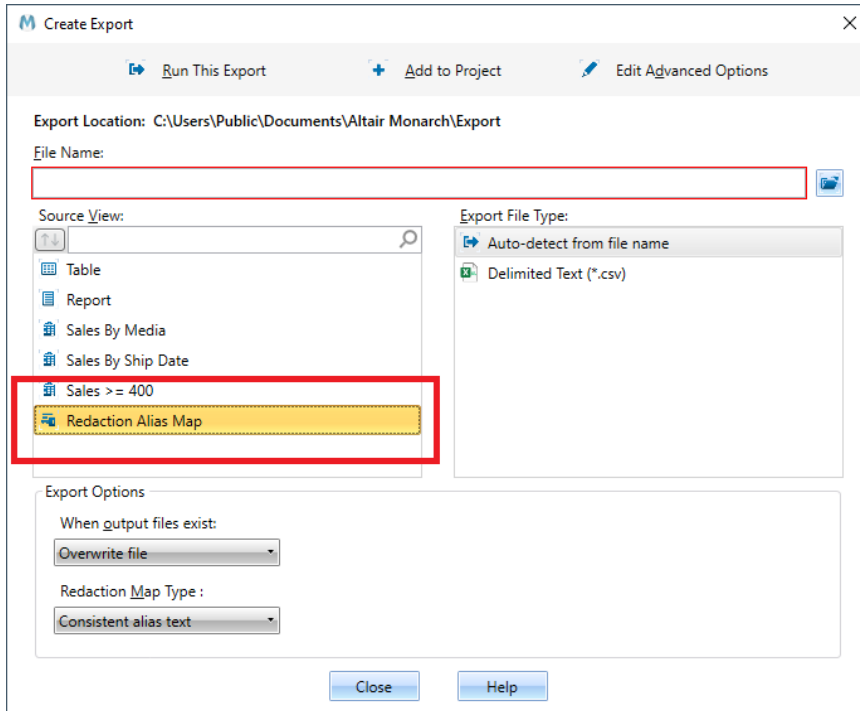 Create Export
Run This Export
Add to Project
Edit Advanced Options
Export Location: C:\Users\Public\Documents\Altair Monarch\Export
File Name:
Source View:
Table
Report
Sales By Media
Sales By Ship Date
Sales >= 400
Redaction Alias Map
Export File Type:
Auto-detect from file name
Delimited Text (*.csv)
Export Options
When output files exist:
Overwrite file
Redaction Map Type :
Consistent alias text
Close
Help